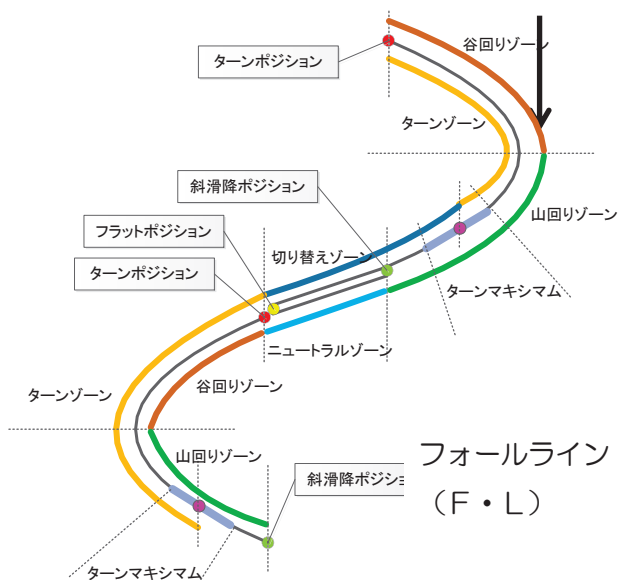 谷回りゾーン
ターンポジション
ターンゾーン
斜滑降ポジション
山回りゾーン
フラットポジション
切り替えゾーン
ターンポジション
ターンマキシマム
ニュートラルゾーン
ターンゾーン
谷回りゾーン
山回りゾーン
フォールライン
斜滑降ポジショ
（F・L）
ターンマキシマム